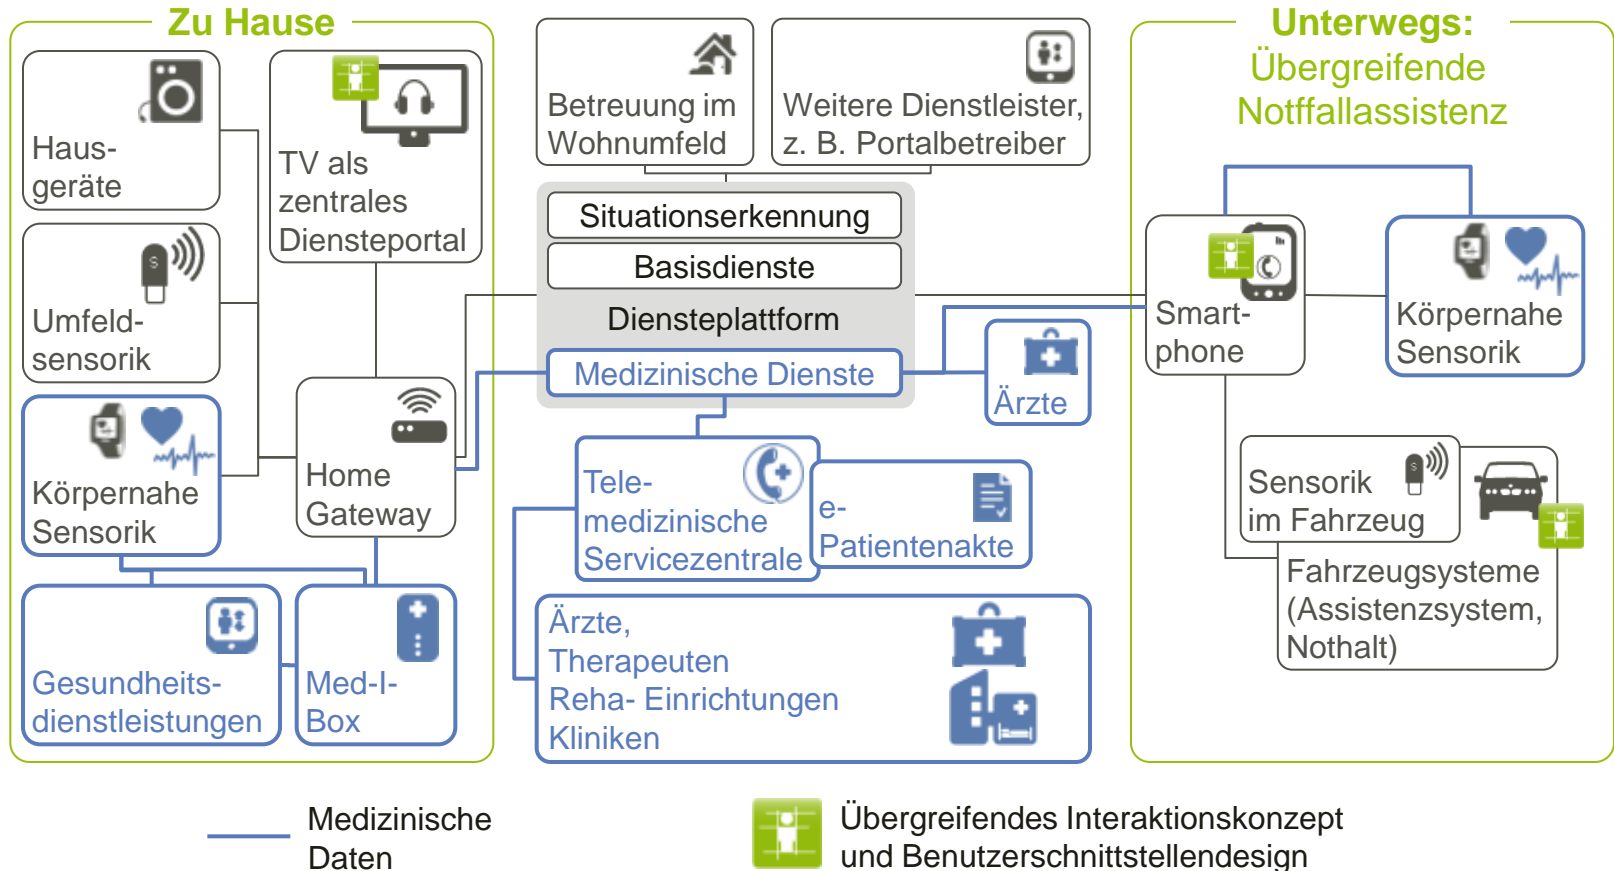 Zu Hause
Haus-
geräte
TV als
zentrales
Diensteportal
Umfeld-
sensorik
S
Körpernahe
Sensorik
Home
Gateway
Gesundheits-
dienstleistungen
Med-I-
Box
Betreuung im
Wohnumfeld
Weitere Dienstleister,
z. B. Portalbetreiber
Situationserkennung
Basisdienste
Diensteplattform
Medizinische Dienste
Ärzte
Tele-
medizinische
Servicezentrale
e-
Patientenakte
Ärzte,
Therapeuten
Reha- Einrichtungen
Kliniken
Unterwegs:
Übergreifende
Notffallassistenz
Smart-
phone
Körpernahe
Sensorik
Sensorik
im Fahrzeug
S
Fahrzeugsysteme
(Assistenzsystem,
Nothalt)
Medizinische
Daten
Übergreifendes Interaktionskonzept
und Benutzerschnittstellendesign